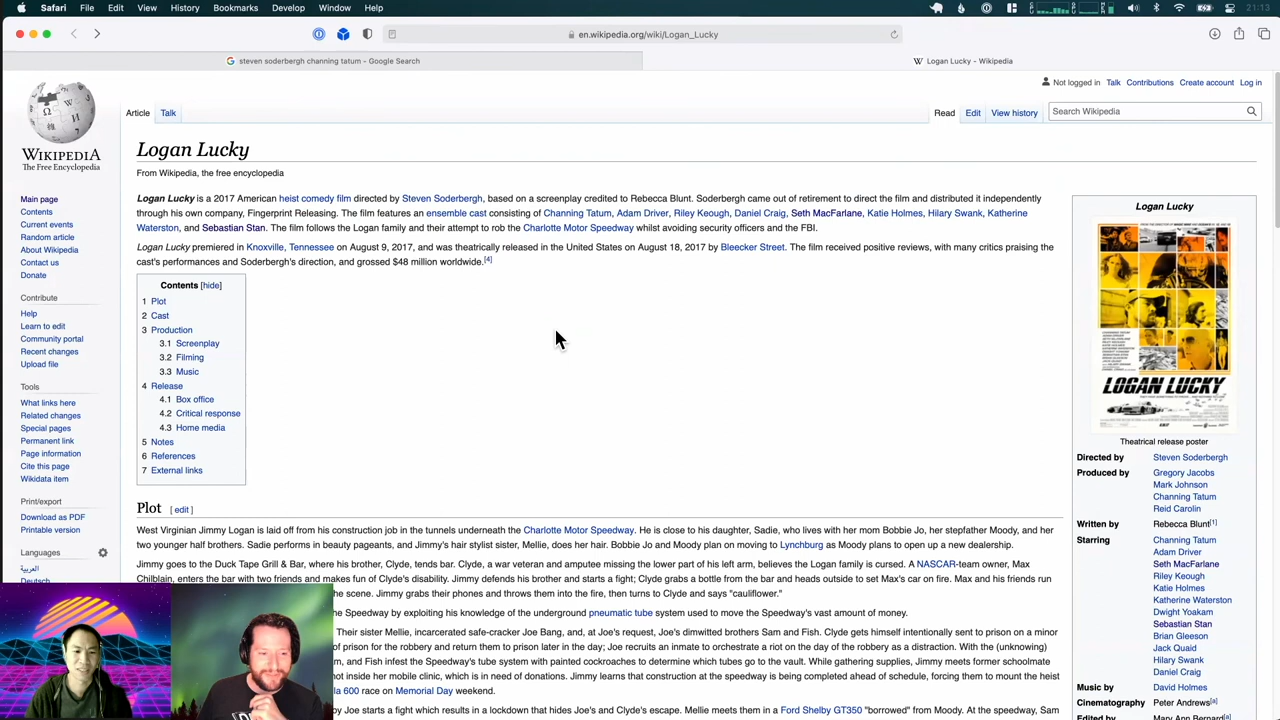 Safari File Edit View History Bookmarks Develop Window Help 21:13
en.wikipedia.org/wiki/Logan_Lucky
steven soderbergh channing tatum - Google Search
Logan Lucky - Wikipedia
Not logged in Talk Contributions Create account Log in
Article Talk
Read Edit View history Search Wikipedia
WIKIPEDIA
The Free Encyclopedia
Main page
Contents
Current events
Random article
About Wikipedia
Contact us
Donate
Contribute
Help
Learn to edit
Community portal
Recent changes
Upload file
Tools
What links here
Related changes
Special pages
Permanent link
Page information
Cite this page
Wikidata item
Print/export
Download as PDF
Printable version
Languages
العربية
Deutsch
Logan Lucky
From Wikipedia, the free encyclopedia
Logan Lucky is a 2017 American heist comedy film directed by Steven Soderbergh, based on a screenplay credited to Rebecca Blunt. Soderbergh came out of retirement to direct the film and distributed it independently
through his own company, Fingerprint Releasing. The film features an ensemble cast consisting of Channing Tatum, Adam Driver, Riley Keough, Daniel Craig, Seth MacFarlane, Katie Holmes, Hilary Swank, Katherine
Waterston, and Sebastian Stan. The film follows the Logan family and their attempt to rob the Charlotte Motor Speedway whilst avoiding security officers and the FBI.
Logan Lucky premiered in Knoxville, Tennessee on August 9, 2017, and was theatrically released in the United States on August 18, 2017 by Bleecker Street. The film received positive reviews, with many critics praising the
cast's performances and Soderbergh's direction, and grossed $48 million worldwide.[4]
Contents [hide]
1 Plot
2 Cast
3 Production
3.1 Screenplay
3.2 Filming
3.3 Music
4 Release
4.1 Box office
4.2 Critical response
4.3 Home media
5 Notes
6 References
7 External links
Plot [ edit ]
West Virginian Jimmy Logan is laid off from his construction job in the tunnels underneath the Charlotte Motor Speedway. He is close to his daughter, Sadie, who lives with her mom Bobbie Jo, her stepfather Moody, and her
two younger half brothers. Sadie performs in beauty pageants, and Jimmy's hair stylist sister, Mellie, does her hair. Bobbie Jo and Moody plan on moving to Lynchburg as Moody plans to open up a new dealership.
Jimmy goes to the Duck Tape Grill & Bar, where his brother, Clyde, tends bar. Clyde, a war veteran and amputee missing the lower part of his left arm, believes the Logan family is cursed. A NASCAR-team owner, Max
Chilblain, enters the bar with two friends and makes fun of Clyde's disability. Jimmy defends his brother and starts a fight; Clyde grabs a bottle from the bar and heads outside to set Max's car on fire. Max and his friends run
he scene. Jimmy grabs their phones and throws them into the fire, then turns to Clyde and says "cauliflower."
he Speedway by exploiting his knowledge of the underground pneumatic tube system used to move the Speedway's vast amount of money.
Their sister Mellie, incarcerated safe-cracker Joe Bang, and, at Joe's request, Joe's dimwitted brothers Sam and Fish. Clyde gets himself intentionally sent to prison on a minor
of prison for the robbery and return them to prison later in the day; Joe recruits an inmate to orchestrate a riot on the day of the robbery as a distraction. With the (unknowing)
m, and Fish infest the Speedway's tube system with painted cockroaches to determine which tubes go to the vault. While gathering supplies, Jimmy meets former schoolmate
not inside her mobile clinic, which is in need of donations. Jimmy learns that construction at the speedway is being completed ahead of schedule, forcing them to mount the heist
la 600 race on Memorial Day weekend.
by Joe starts a fight which results in a lockdown that hides Joe's and Clyde's escape. Mellie meets them in a Ford Shelby GT350 "borrowed" from Moody. At the speedway, Sam
Logan Lucky
LOGAN LUCKY
Theatrical release poster
Directed by Steven Soderbergh
Produced by Gregory Jacobs
Mark Johnson
Channing Tatum
Reid Carolin
Written by Rebecca Blunt[1]
Starring Channing Tatum
Adam Driver
Seth MacFarlane
Riley Keough
Katie Holmes
Katherine Waterston
Dwight Yoakam
Sebastian Stan
Brian Gleeson
Jack Quaid
Hilary Swank
Daniel Craig
Music by David Holmes
Cinematography Peter Andrews[a]
Edited by Mary Ann Bernard[a]